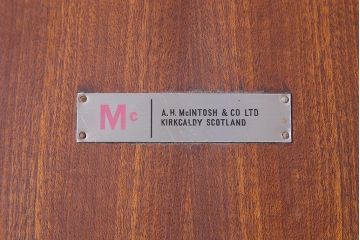 Mc
A.H. McINTOSH & CO LTD
KIRKCALDY SCOTLAND